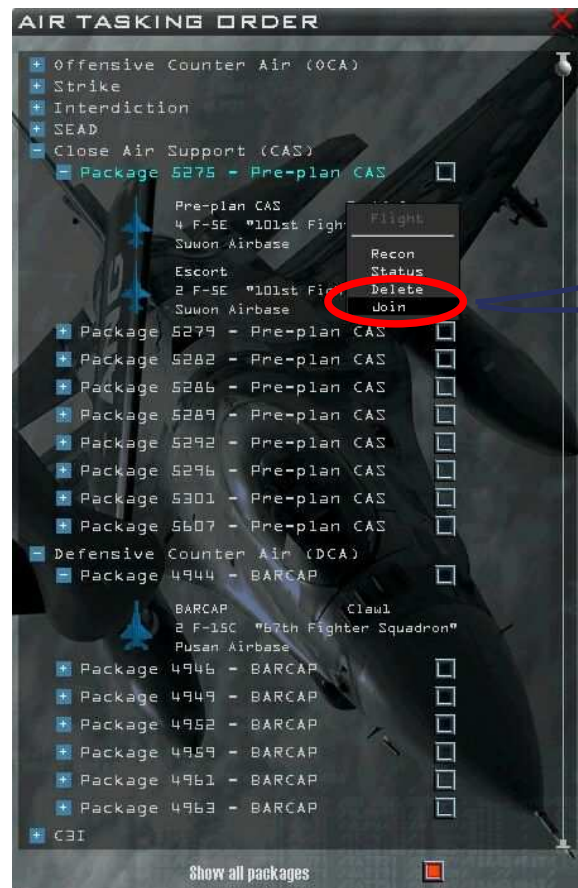 AIR TASKING ORDER
Offensive Counter Air (OCA)
Strike
Interdiction
SEAD
Close Air Support (CAS)
Package 5275 - Pre-plan CAS
Pre-plan CAS
4 F-5E "101st Figh
Suwon Airbase
Escort
2 F-5E "101st Figh
Suwon Airbase
Flight
Recon
Status
Delete
Join
Package 5279 - Pre-plan CAS
Package 5282 - Pre-plan CAS
Package 5286 - Pre-plan CAS
Package 5289 - Pre-plan CAS
Package 5292 - Pre-plan CAS
Package 5296 - Pre-plan CAS
Package 5301 - Pre-plan CAS
Package 5607 - Pre-plan CAS
Defensive Counter Air (DCA)
Package 4944 - BARCAP
BARCAP Claw1
2 F-15C "67th Fighter Squadron"
Pusan Airbase
Package 4946 - BARCAP
Package 4949 - BARCAP
Package 4952 - BARCAP
Package 4959 - BARCAP
Package 4961 - BARCAP
Package 4963 - BARCAP
C3I
Show all packages